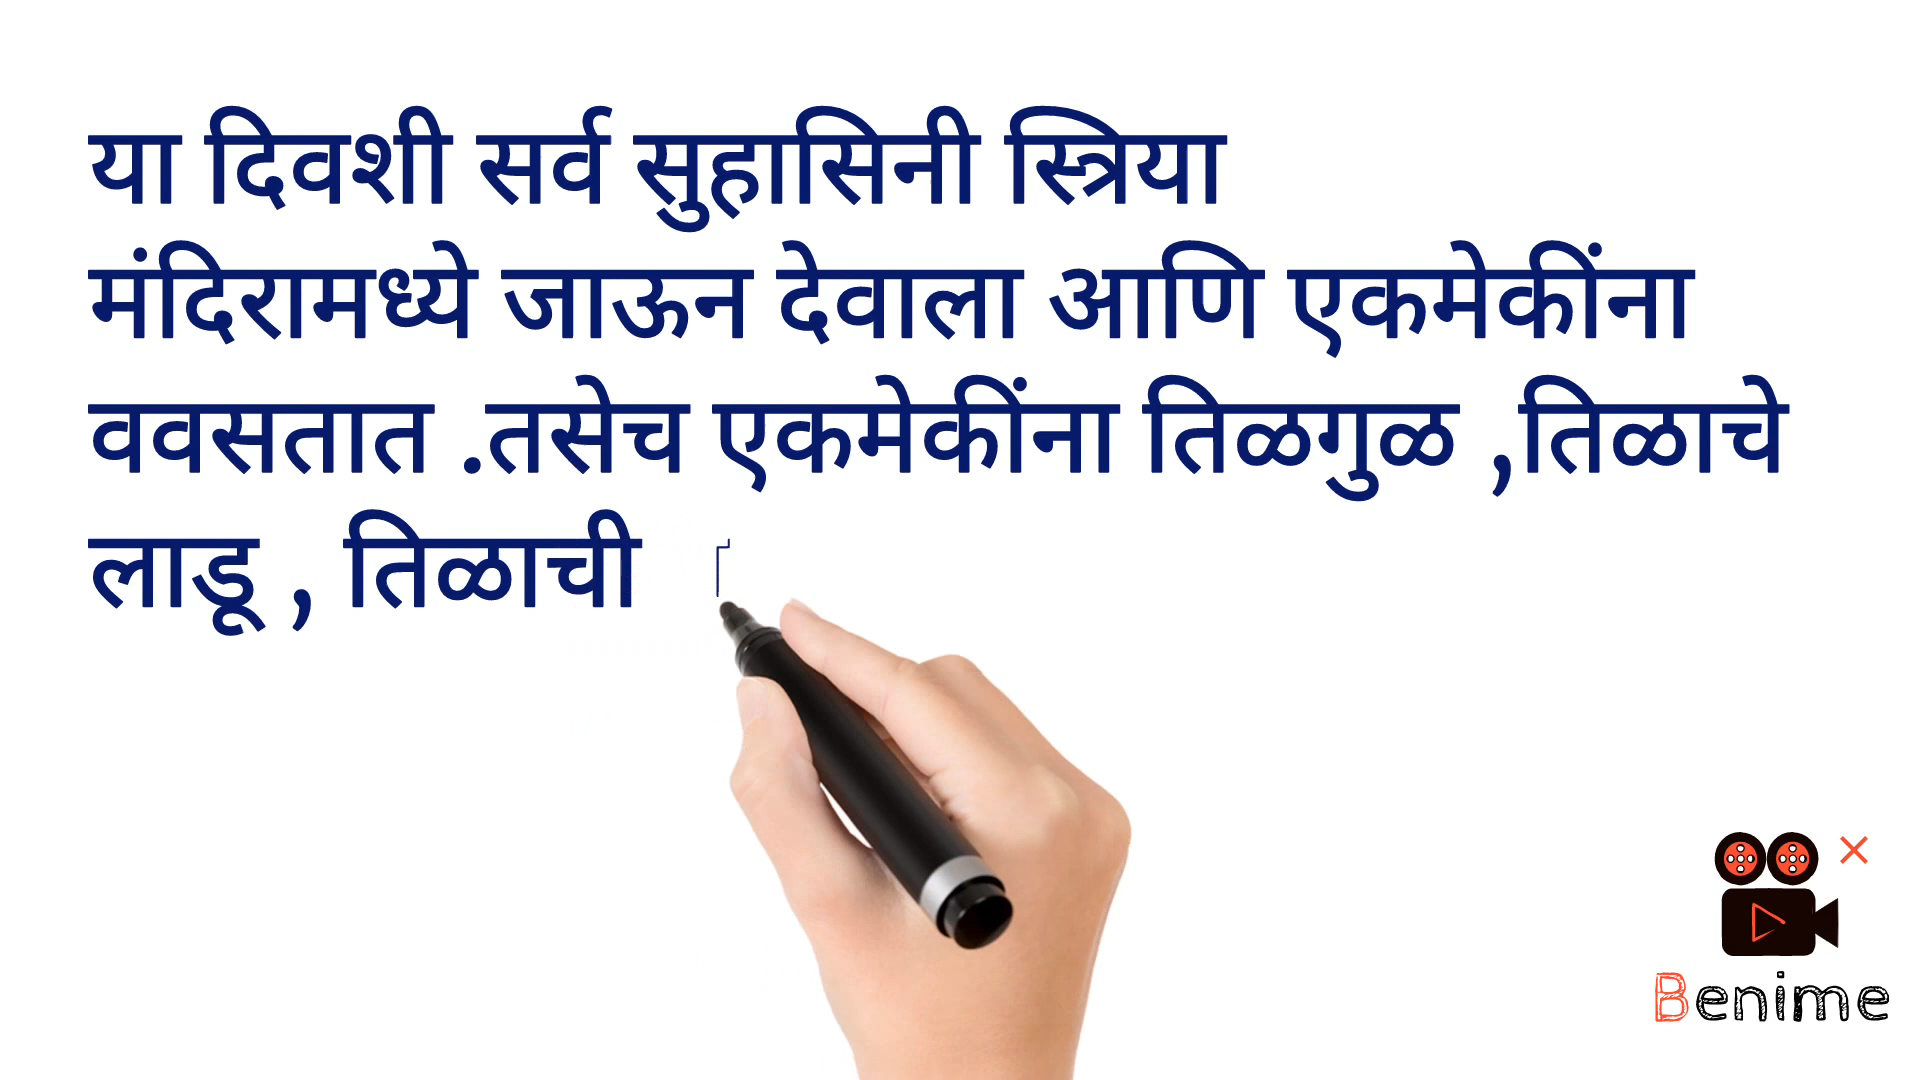 या दिवशी सर्व सुहासिनी स्त्रिया
मंदिरामध्ये जाऊन देवाला आणि एकमेकींना
ववसतात .तसेच एकमेकींना तिळगुळ ,तिळाचे
लाडू , तिळाची
Benime